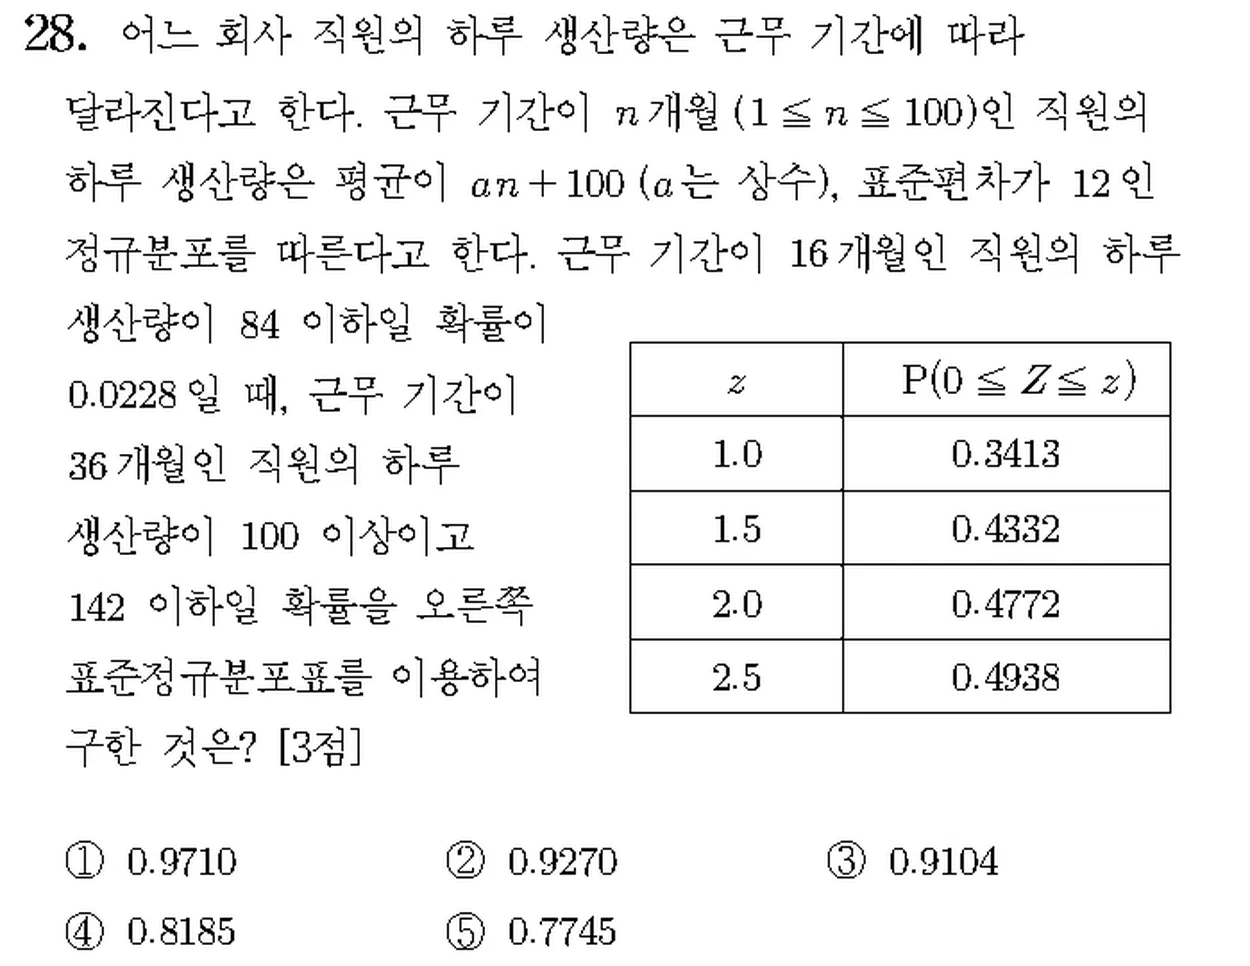 28. 어느 회사 직원의 하루 생산량은 근무 기간에 따라
달라진다고 한다. 근무 기간이 n개월 (1 ≦ n ≦ 100)인 직원의
하루 생산량은 평균이 an+100 (a는 상수), 표준편차가 12인
정규분포를 따른다고 한다. 근무 기간이 16개월인 직원의 하루
생산량이 84 이하일 확률이
0.0228일 때, 근무 기간이
36개월인 직원의 하루
생산량이 100 이상이고
142 이하일 확률을 오른쪽
표준정규분포표를 이용하여
구한 것은? [3점]
z P(0 ≦ Z ≦ z)
1.0 0.3413
1.5 0.4332
2.0 0.4772
2.5 0.4938
① 0.9710 ② 0.9270 ③ 0.9104
④ 0.8185 ⑤ 0.7745